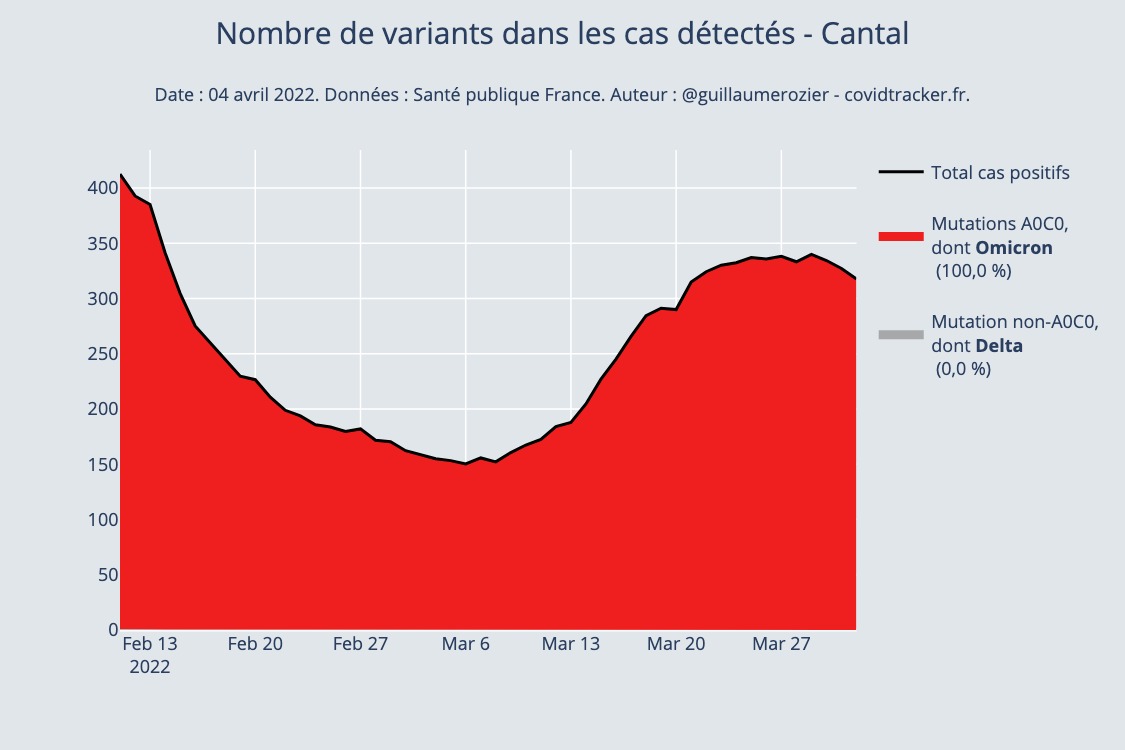 Nombre de variants dans les cas détectés - Cantal
Date : 04 avril 2022. Données : Santé publique France. Auteur : @guillaumerozier - covidtracker.fr.
Total cas positifs
Mutations A0C0,
dont Omicron
(100,0 %)
Mutation non-A0C0,
dont Delta
(0,0 %)
400
350
300
250
200
150
100
50
0
Feb 13 Feb 20 Feb 27 Mar 6 Mar 13 Mar 20 Mar 27
2022